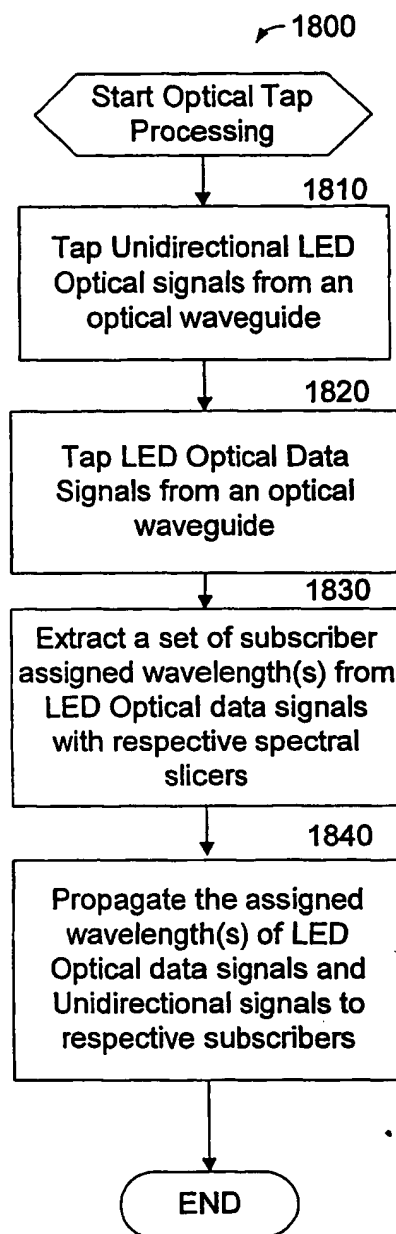 1800
Start Optical Tap
Processing
1810
Tap Unidirectional LED
Optical signals from an
optical waveguide
1820
Tap LED Optical Data
Signals from an optical
waveguide
1830
Extract a set of subscriber
assigned wavelength(s) from
LED Optical data signals
with respective spectral
slicers
1840
Propagate the assigned
wavelength(s) of LED
Optical data signals and
Unidirectional signals to
respective subscribers
END